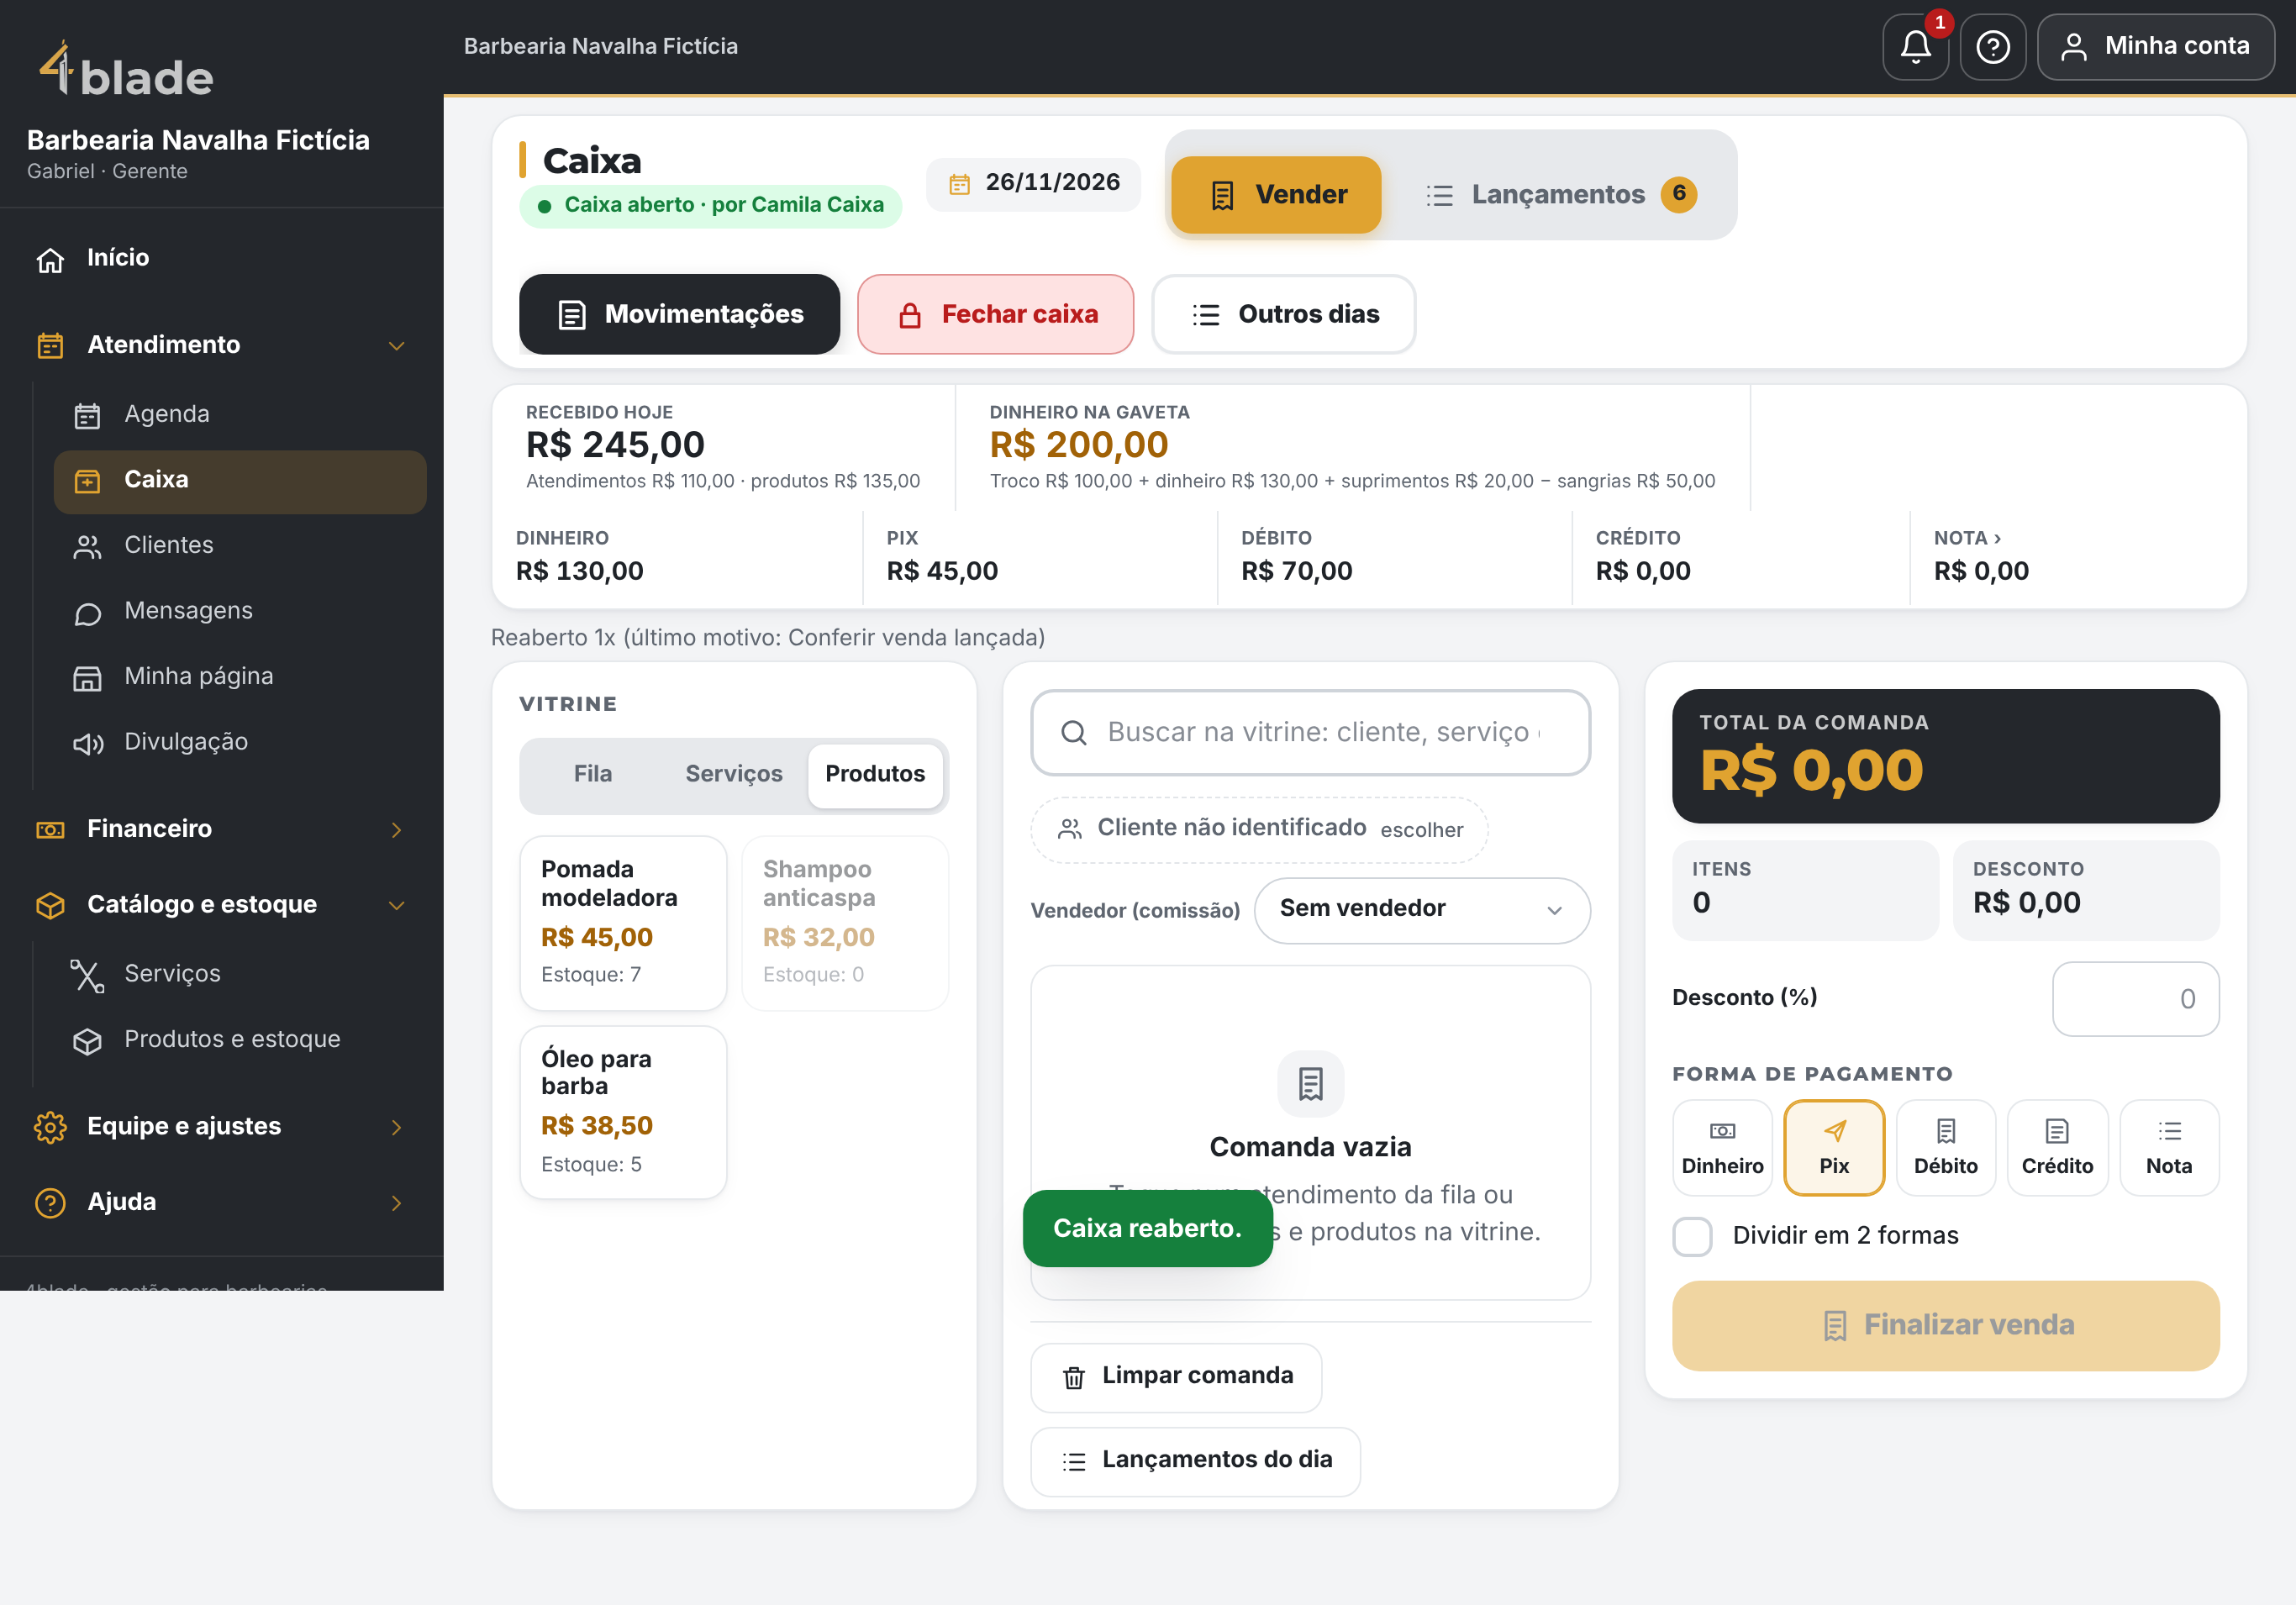 4blade
Barbearia Navalha Fictícia
Gabriel · Gerente
Início
Atendimento
Agenda
Caixa
Clientes
Mensagens
Minha página
Divulgação
Financeiro
Catálogo e estoque
Serviços
Produtos e estoque
Equipe e ajustes
Ajuda
4blade · gestão para barbearias
Barbearia Navalha Fictícia
1
Minha conta
Caixa
Caixa aberto · por Camila Caixa
26/11/2026
Vender
Lançamentos 6
Movimentações
Fechar caixa
Outros dias
RECEBIDO HOJE
R$ 245,00
Atendimentos R$ 110,00 · produtos R$ 135,00
DINHEIRO NA GAVETA
R$ 200,00
Troco R$ 100,00 + dinheiro R$ 130,00 + suprimentos R$ 20,00 − sangrias R$ 50,00
DINHEIRO
R$ 130,00
PIX
R$ 45,00
DÉBITO
R$ 70,00
CRÉDITO
R$ 0,00
NOTA ›
R$ 0,00
Reaberto 1x (último motivo: Conferir venda lançada)
VITRINE
Fila
Serviços
Produtos
Pomada
modeladora
R$ 45,00
Estoque: 7
Shampoo
anticaspa
R$ 32,00
Estoque: 0
Óleo para
barba
R$ 38,50
Estoque: 5
Buscar na vitrine: cliente, serviço
Cliente não identificado escolher
Vendedor (comissão)
Sem vendedor
Comanda vazia
atendimento da fila ou
e produtos na vitrine.
Caixa reaberto.
Limpar comanda
Lançamentos do dia
TOTAL DA COMANDA
R$ 0,00
ITENS
0
DESCONTO
R$ 0,00
Desconto (%)
0
FORMA DE PAGAMENTO
Dinheiro
Pix
Débito
Crédito
Nota
Dividir em 2 formas
Finalizar venda